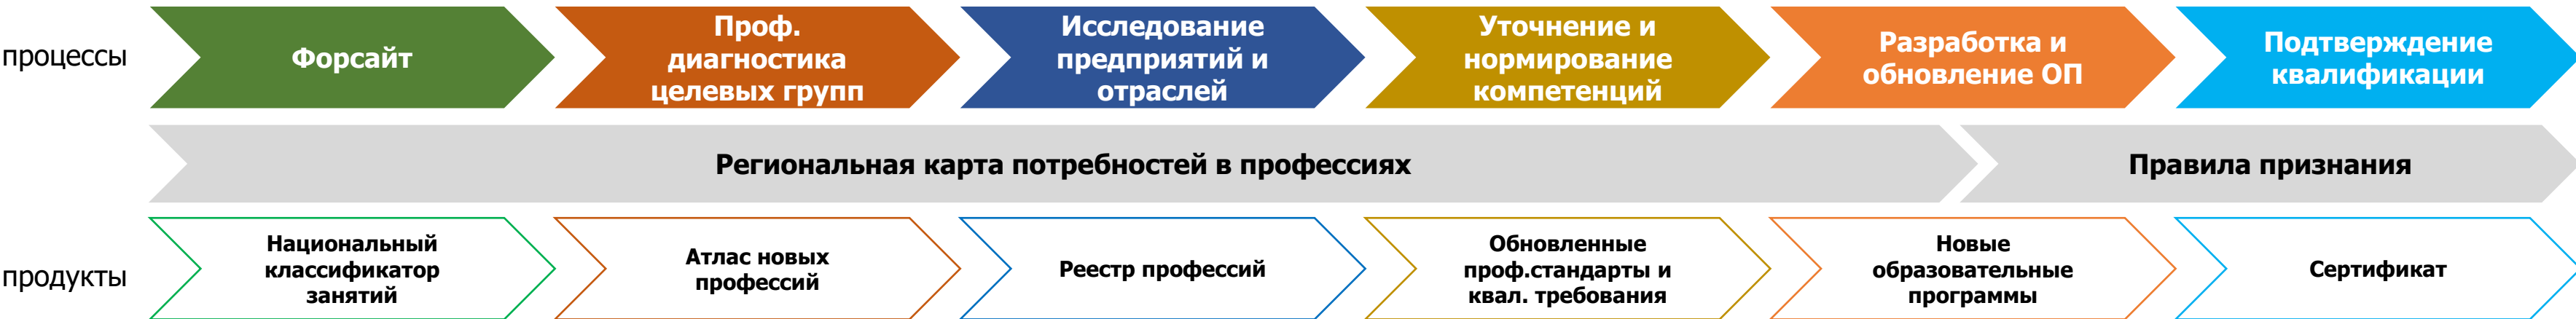 процессы
Форсайт
Проф.
диагностика
целевых групп
Исследование
предприятий и
отраслей
Уточнение и
нормирование
компетенций
Разработка и
обновление ОП
Подтверждение
квалификации
Региональная карта потребностей в профессиях
Правила признания
продукты
Национальный
классификатор
занятий
Атлас новых
профессий
Реестр профессий
Обновленные
проф.стандарты и
квал. требования
Новые
образовательные
программы
Сертификат